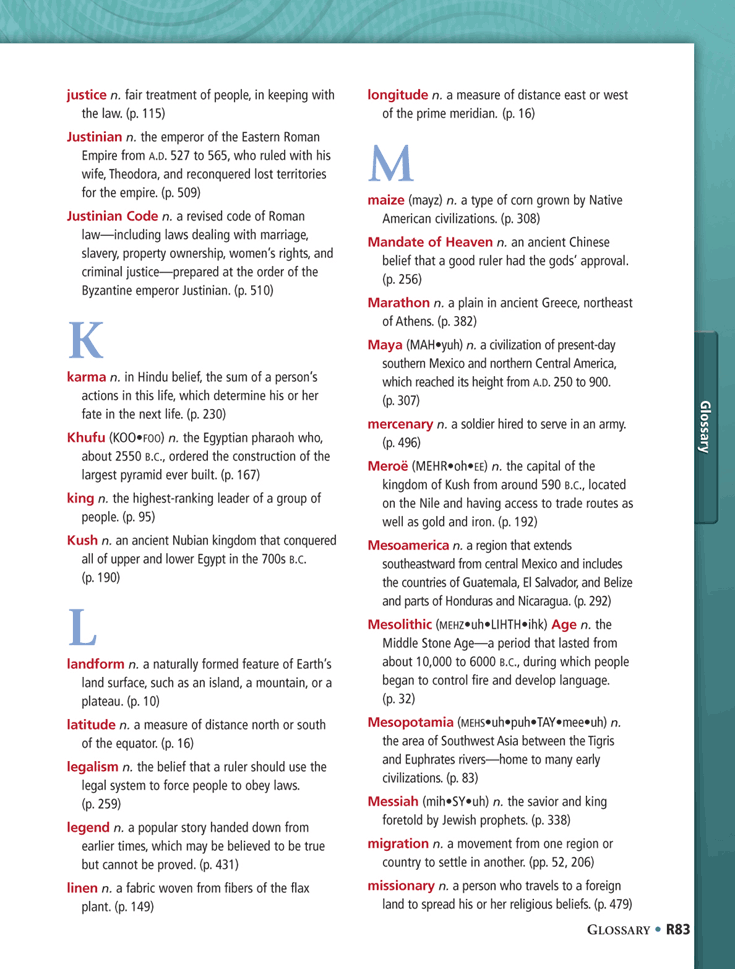 justice n. fair treatment of people, in keeping with
the law. (p. 115)
Justinian n. the emperor of the Eastern Roman
Empire from A.D. 527 to 565, who ruled with his
wife, Theodora, and reconquered lost territories
for the empire. (p. 509)
Justinian Code n. a revised code of Roman
law—including laws dealing with marriage,
slavery, property ownership, women's rights, and
criminal justice—prepared at the order of the
Byzantine emperor Justinian. (p. 510)
K
karma n. in Hindu belief, the sum of a person's
actions in this life, which determine his or her
fate in the next life. (p. 230)
Khufu (KOO•FOO) n. the Egyptian pharaoh who,
about 2550 B.C., ordered the construction of the
largest pyramid ever built. (p. 167)
king n. the highest-ranking leader of a group of
people. (p. 95)
Kush n. an ancient Nubian kingdom that conquered
all of upper and lower Egypt in the 700s B.C.
(p. 190)
L
landform n. a naturally formed feature of Earth's
land surface, such as an island, a mountain, or a
plateau. (p. 10)
latitude n. a measure of distance north or south
of the equator. (p. 16)
legalism n. the belief that a ruler should use the
legal system to force people to obey laws.
(p. 259)
legend n. a popular story handed down from
earlier times, which may be believed to be true
but cannot be proved. (p. 431)
linen n. a fabric woven from fibers of the flax
plant. (p. 149)
longitude n. a measure of distance east or west
of the prime meridian. (p. 16)
M
maize (mayz) n. a type of corn grown by Native
American civilizations. (p. 308)
Mandate of Heaven n. an ancient Chinese
belief that a good ruler had the gods' approval.
(p. 256)
Marathon n. a plain in ancient Greece, northeast
of Athens. (p. 382)
Maya (MAH•yuh) n. a civilization of present-day
southern Mexico and northern Central America,
which reached its height from A.D. 250 to 900.
(p. 307)
mercenary n. a soldier hired to serve in an army.
(p. 496)
Meroë (MEHR•oh•EE) n. the capital of the
kingdom of Kush from around 590 B.C., located
on the Nile and having access to trade routes as
well as gold and iron. (p. 192)
Mesoamerica n. a region that extends
southeastward from central Mexico and includes
the countries of Guatemala, El Salvador, and Belize
and parts of Honduras and Nicaragua. (p. 292)
Mesolithic (MEHZ•uh•LIHTH•ihk) Age n. the
Middle Stone Age—a period that lasted from
about 10,000 to 6000 B.C., during which people
began to control fire and develop language.
(p. 32)
Mesopotamia (MEHS•uh•puh•TAY•mee•uh) n.
the area of Southwest Asia between the Tigris
and Euphrates rivers—home to many early
civilizations. (p. 83)
Messiah (mih•SY•uh) n. the savior and king
foretold by Jewish prophets. (p. 338)
migration n. a movement from one region or
country to settle in another. (pp. 52, 206)
missionary n. a person who travels to a foreign
land to spread his or her religious beliefs. (p. 479)
Glossary
GLOSSARY • R83